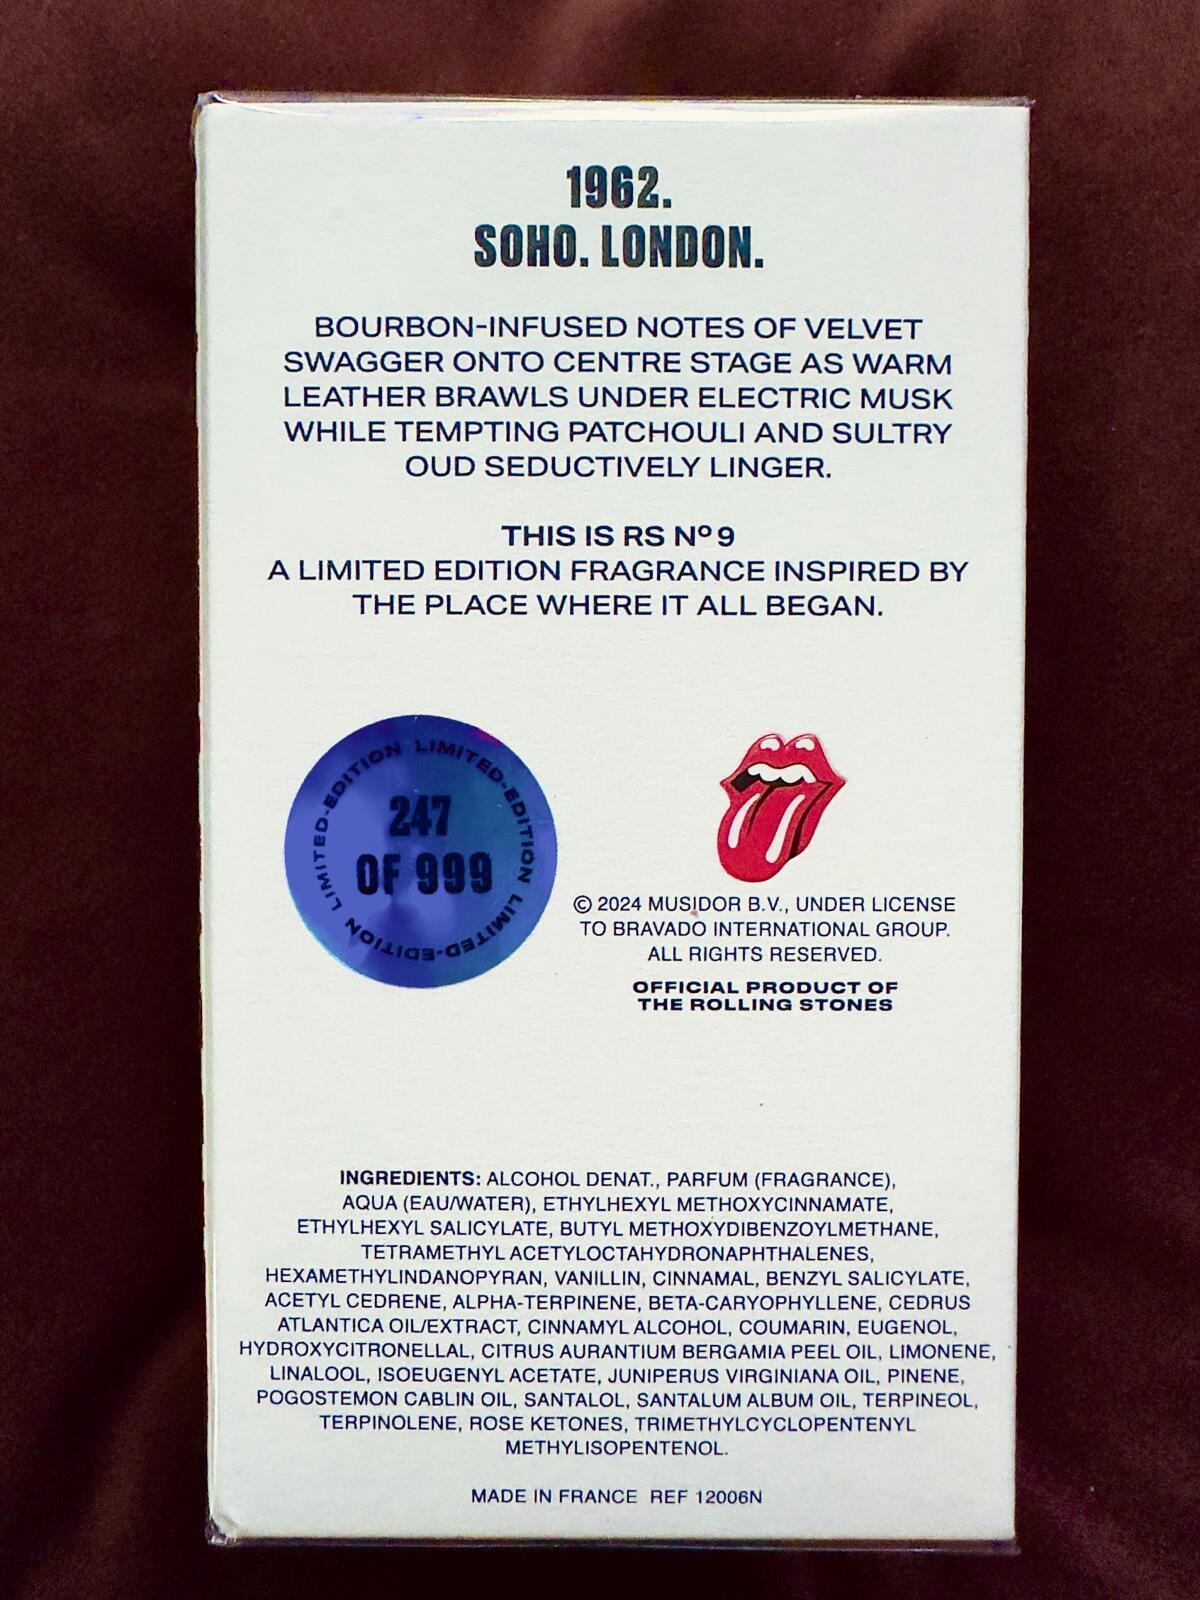 1962.
SOHO. LONDON.
BOURBON-INFUSED NOTES OF VELVET
SWAGGER ONTO CENTRE STAGE AS WARM
LEATHER BRAWLS UNDER ELECTRIC MUSK
WHILE TEMPTING PATCHOULI AND SULTRY
OUD SEDUCTIVELY LINGER.
THIS IS RS Nº 9
A LIMITED EDITION FRAGRANCE INSPIRED BY
THE PLACE WHERE IT ALL BEGAN.
LIMITED-EDITION LIMITED-EDITION LIMITED-EDITION
247
OF 999
© 2024 MUSIDOR B.V., UNDER LICENSE
TO BRAVADO INTERNATIONAL GROUP.
ALL RIGHTS RESERVED.
OFFICIAL PRODUCT OF
THE ROLLING STONES
INGREDIENTS: ALCOHOL DENAT., PARFUM (FRAGRANCE),
AQUA (EAU/WATER), ETHYLHEXYL METHOXYCINNAMATE,
ETHYLHEXYL SALICYLATE, BUTYL METHOXYDIBENZOYLMETHANE,
TETRAMETHYL ACETYLOCTAHYDRONAPHTHALENES,
HEXAMETHYLINDANOPYRAN, VANILLIN, CINNAMAL, BENZYL SALICYLATE,
ACETYL CEDRENE, ALPHA-TERPINENE, BETA-CARYOPHYLLENE, CEDRUS
ATLANTICA OIL/EXTRACT, CINNAMYL ALCOHOL, COUMARIN, EUGENOL,
HYDROXYCITRONELLAL, CITRUS AURANTIUM BERGAMIA PEEL OIL, LIMONENE,
LINALOOL, ISOEUGENYL ACETATE, JUNIPERUS VIRGINIANA OIL, PINENE,
POGOSTEMON CABLIN OIL, SANTALOL, SANTALUM ALBUM OIL, TERPINEOL,
TERPINOLENE, ROSE KETONES, TRIMETHYLCYCLOPENTENYL
METHYLISOPENTENOL.
MADE IN FRANCE REF 12006N